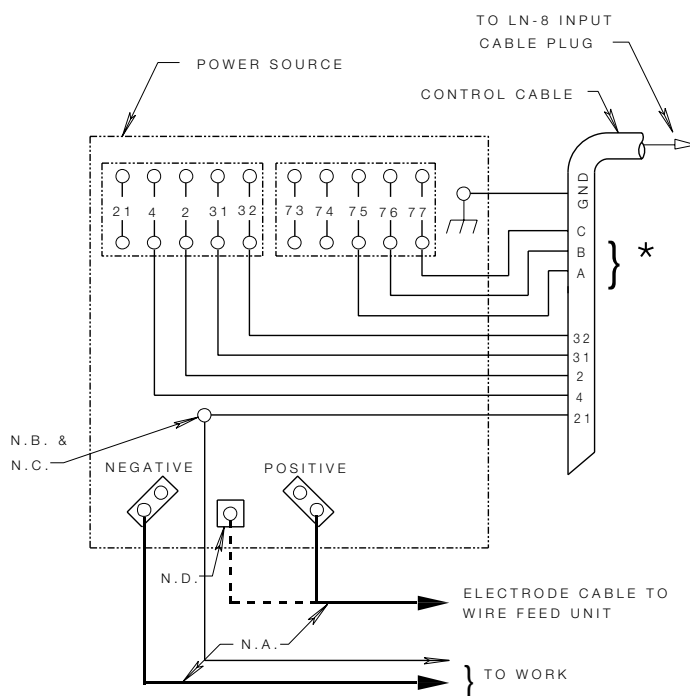 TO LN-8 INPUT
CABLE PLUG
POWER SOURCE
CONTROL CABLE
21 4 2 31 32 73 74 75 76 77
GND
C
B
A
} *
32
31
2
4
21
N.B. &
N.C.
NEGATIVE
POSITIVE
N.D.
ELECTRODE CABLE TO
WIRE FEED UNIT
N.A.
} TO WORK